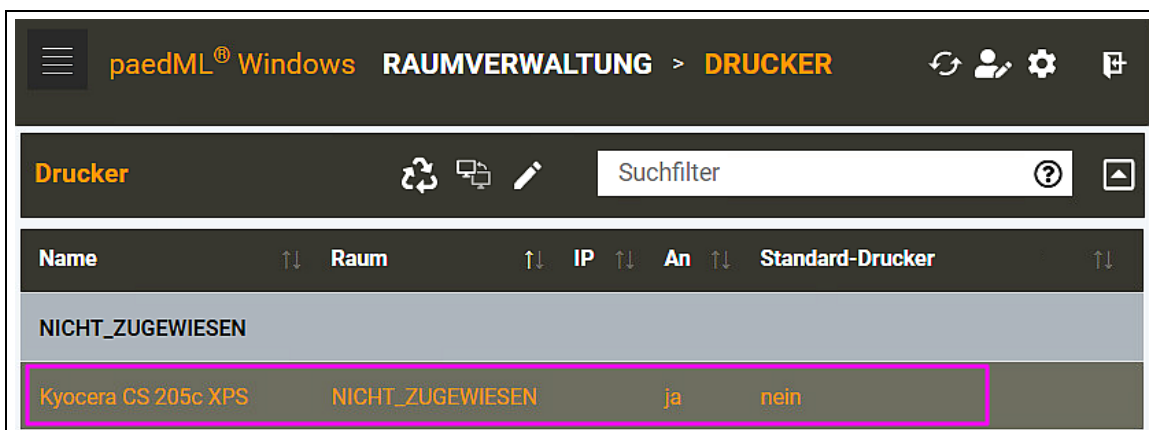 paedML® Windows RAUMVERWALTUNG > DRUCKER
Drucker Suchfilter
Name Raum IP An Standard-Drucker
NICHT_ZUGEWIESEN
Kyocera CS 205c XPS NICHT_ZUGEWIESEN ja nein